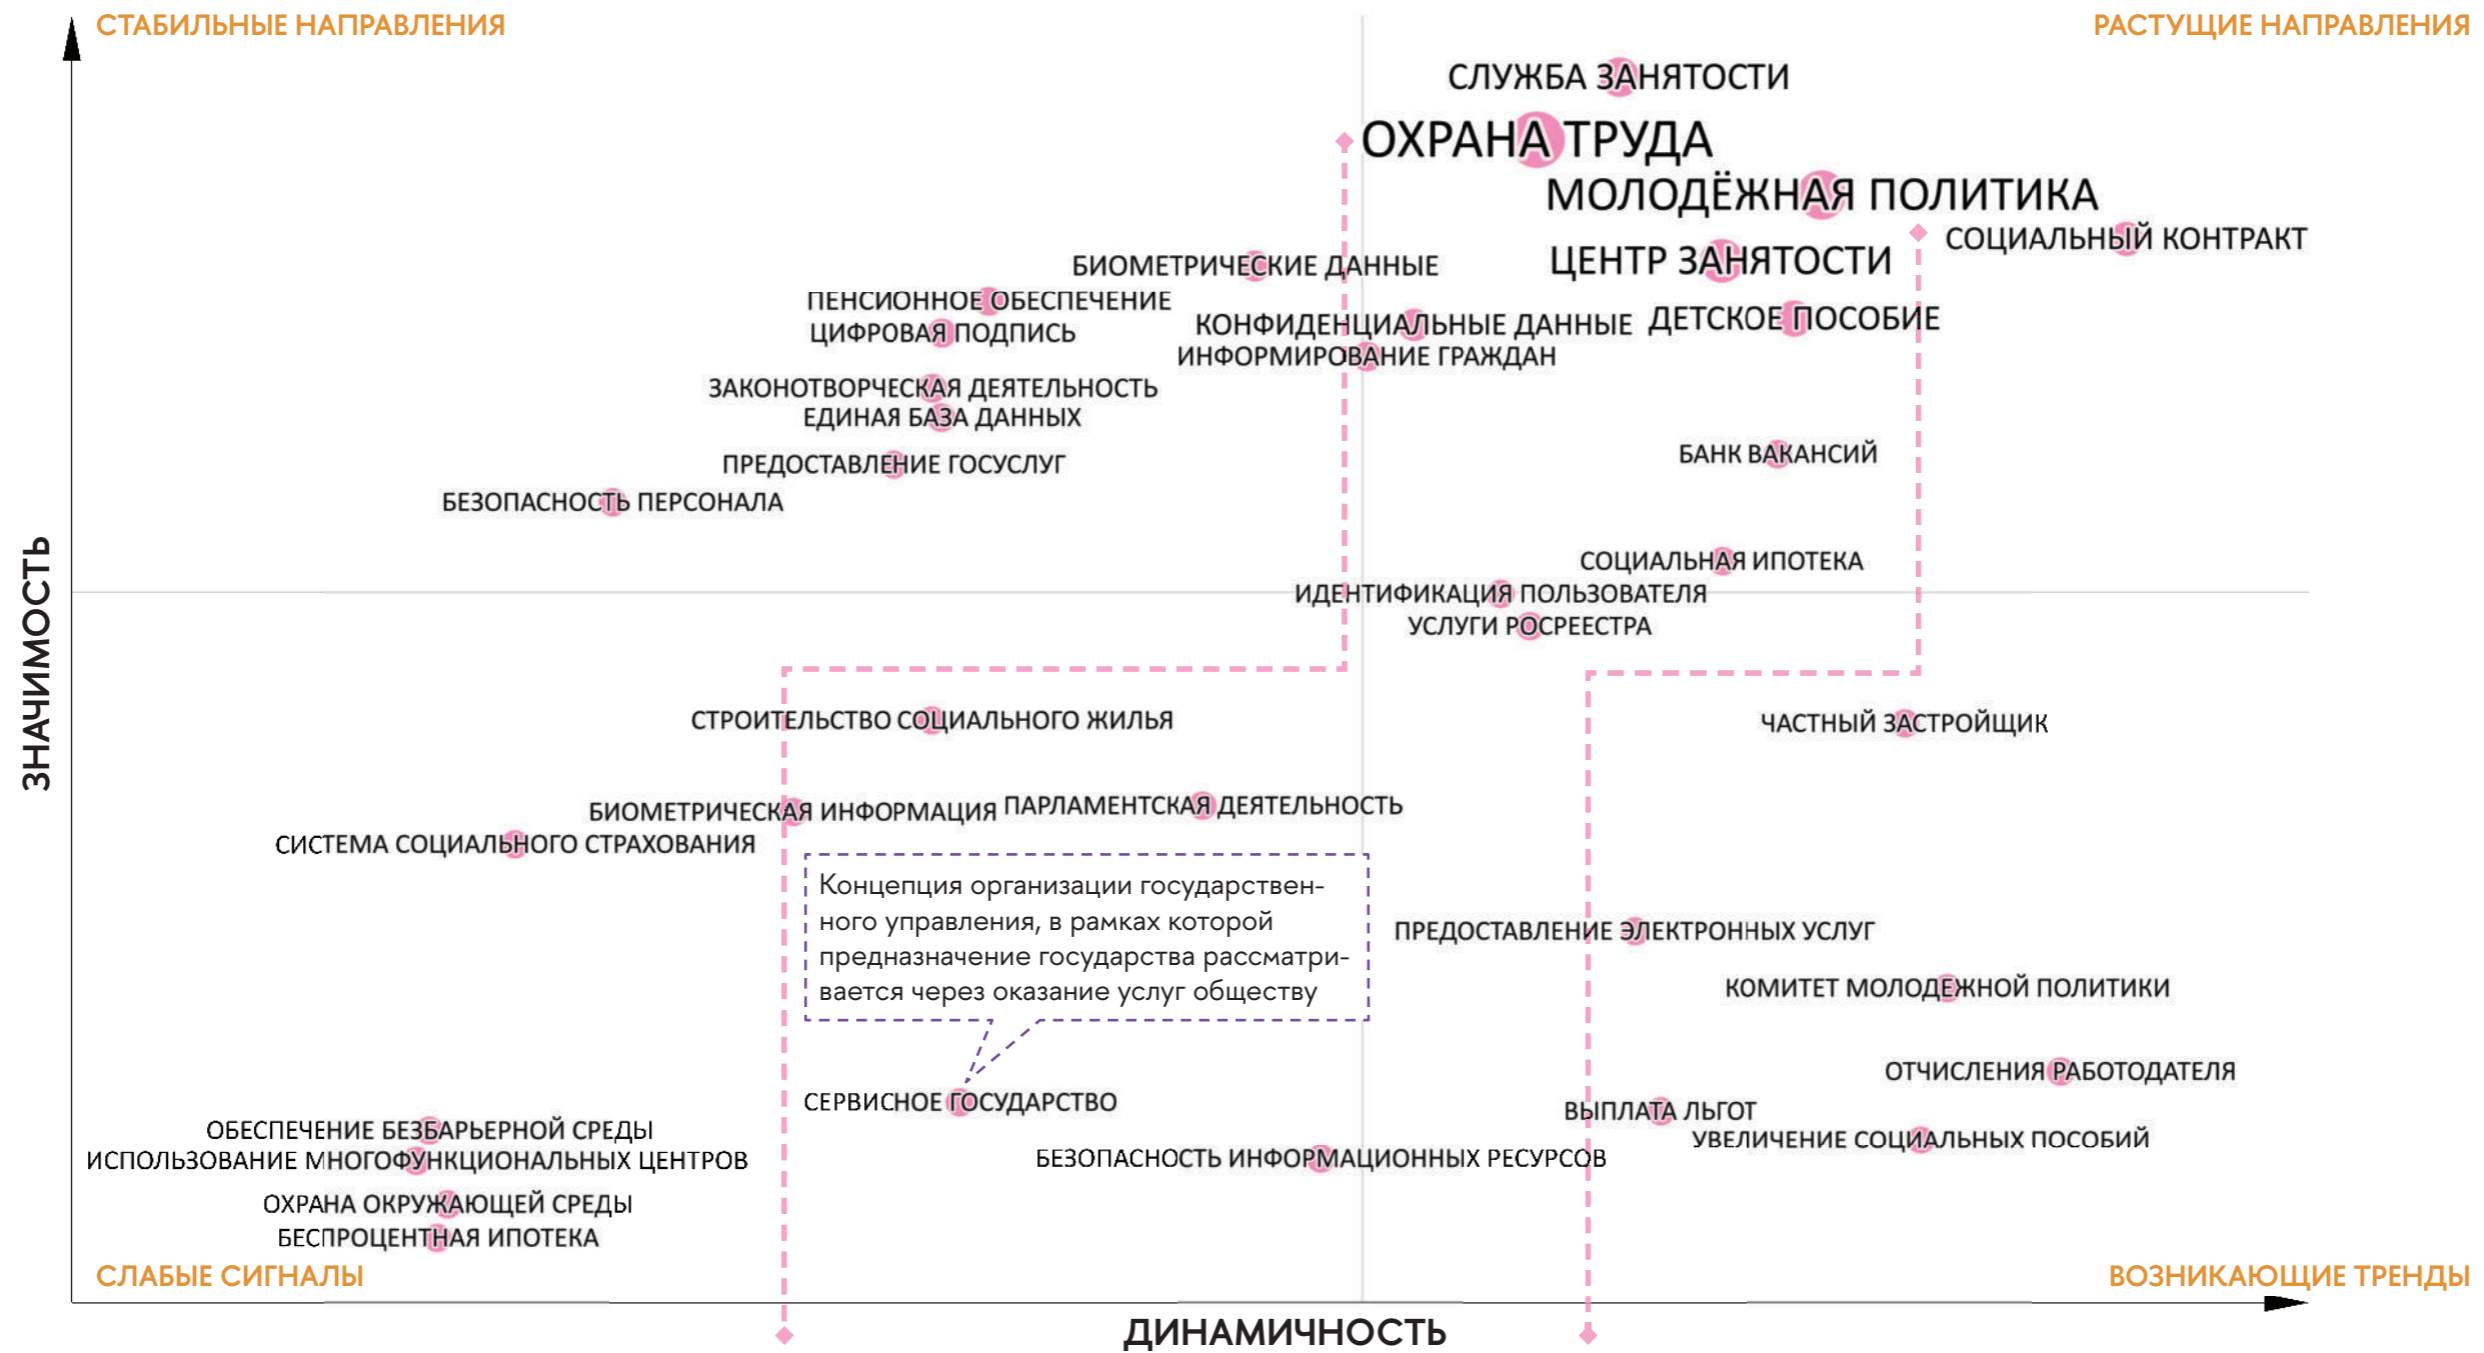 СТАБИЛЬНЫЕ НАПРАВЛЕНИЯ
РАСТУЩИЕ НАПРАВЛЕНИЯ
СЛУЖБА ЗАНЯТОСТИ
ОХРАНА ТРУДА
МОЛОДЁЖНАЯ ПОЛИТИКА
СОЦИАЛЬНЫЙ КОНТРАКТ
ЦЕНТР ЗАНЯТОСТИ
БИОМЕТРИЧЕСКИЕ ДАННЫЕ
ПЕНСИОННОЕ ОБЕСПЕЧЕНИЕ
ЦИФРОВАЯ ПОДПИСЬ
КОНФИДЕНЦИАЛЬНЫЕ ДАННЫЕ
ДЕТСКОЕ ПОСОБИЕ
ИНФОРМИРОВАНИЕ ГРАЖДАН
ЗАКОНОТВОРЧЕСКАЯ ДЕЯТЕЛЬНОСТЬ
ЕДИНАЯ БАЗА ДАННЫХ
ПРЕДОСТАВЛЕНИЕ ГОСУСЛУГ
БАНК ВАКАНСИЙ
БЕЗОПАСНОСТЬ ПЕРСОНАЛА
СОЦИАЛЬНАЯ ИПОТЕКА
ИДЕНТИФИКАЦИЯ ПОЛЬЗОВАТЕЛЯ
УСЛУГИ РОСРЕЕСТРА
ЗНАЧИМОСТЬ
СТРОИТЕЛЬСТВО СОЦИАЛЬНОГО ЖИЛЬЯ
ЧАСТНЫЙ ЗАСТРОЙЩИК
БИОМЕТРИЧЕСКАЯ ИНФОРМАЦИЯ
ПАРЛАМЕНТСКАЯ ДЕЯТЕЛЬНОСТЬ
СИСТЕМА СОЦИАЛЬНОГО СТРАХОВАНИЯ
Концепция организации государствен-
ного управления, в рамках которой
предназначение государства рассматри-
вается через оказание услуг обществу
ПРЕДОСТАВЛЕНИЕ ЭЛЕКТРОННЫХ УСЛУГ
КОМИТЕТ МОЛОДЕЖНОЙ ПОЛИТИКИ
ОТЧИСЛЕНИЯ РАБОТОДАТЕЛЯ
СЕРВИСНОЕ ГОСУДАРСТВО
ВЫПЛАТА ЛЬГОТ
ОБЕСПЕЧЕНИЕ БЕЗБАРЬЕРНОЙ СРЕДЫ
УВЕЛИЧЕНИЕ СОЦИАЛЬНЫХ ПОСОБИЙ
ИСПОЛЬЗОВАНИЕ МНОГОФУНКЦИОНАЛЬНЫХ ЦЕНТРОВ
БЕЗОПАСНОСТЬ ИНФОРМАЦИОННЫХ РЕСУРСОВ
ОХРАНА ОКРУЖАЮЩЕЙ СРЕДЫ
БЕСПРОЦЕНТНАЯ ИПОТЕКА
СЛАБЫЕ СИГНАЛЫ
ВОЗНИКАЮЩИЕ ТРЕНДЫ
ДИНАМИЧНОСТЬ